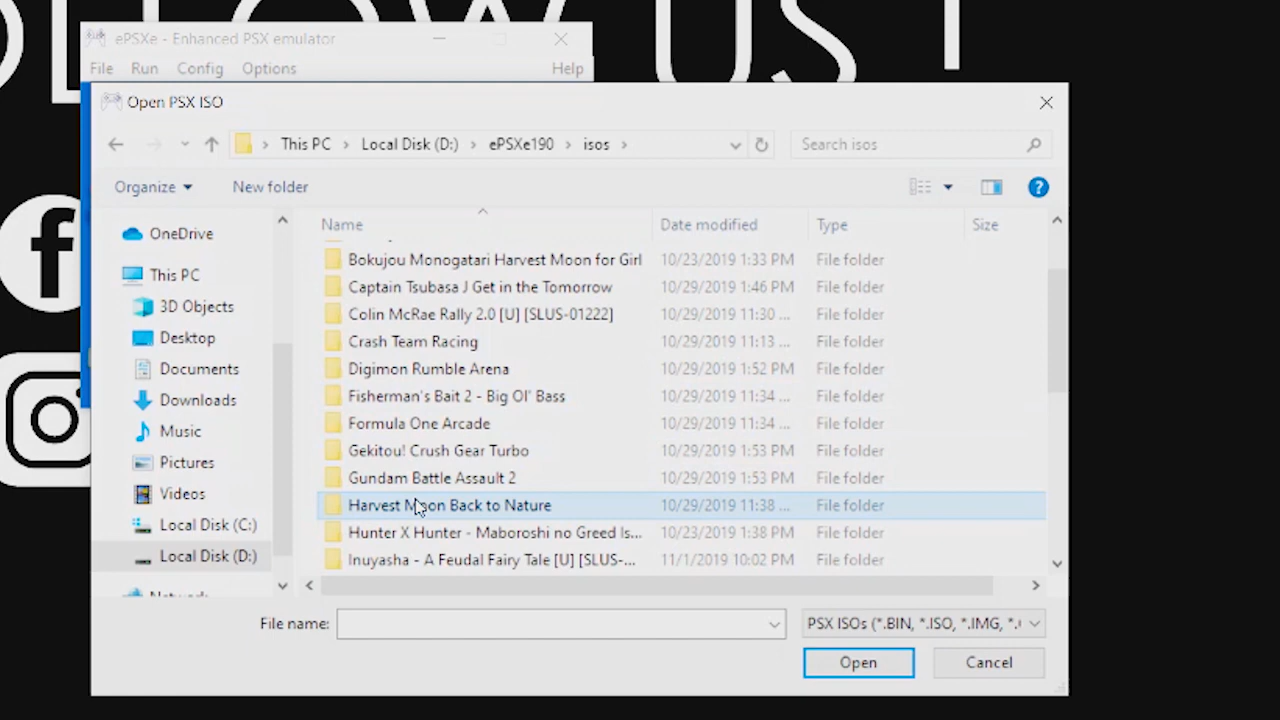 FOLLOW US !
ePSXe - Enhanced PSX emulator
File Run Config Options Help
Open PSX ISO
This PC > Local Disk (D:) > ePSXe190 > isos >
Search isos
Organize
New folder
?
Name Date modified Type Size
OneDrive
This PC
3D Objects
Desktop
Documents
Downloads
Music
Pictures
Videos
Local Disk (C:)
Local Disk (D:)
Bokujou Monogatari Harvest Moon for Girl 10/23/2019 1:33 PM File folder
Captain Tsubasa J Get in the Tomorrow 10/29/2019 1:46 PM File folder
Colin McRae Rally 2.0 [U] [SLUS-01222] 10/29/2019 11:30 ... File folder
Crash Team Racing 10/29/2019 11:13 ... File folder
Digimon Rumble Arena 10/29/2019 1:52 PM File folder
Fisherman's Bait 2 - Big Ol' Bass 10/29/2019 11:34 ... File folder
Formula One Arcade 10/29/2019 11:34 ... File folder
Gekitou! Crush Gear Turbo 10/29/2019 1:53 PM File folder
Gundam Battle Assault 2 10/29/2019 1:53 PM File folder
Harvest Moon Back to Nature 10/29/2019 11:38 ... File folder
Hunter X Hunter - Maboroshi no Greed Is... 10/23/2019 1:38 PM File folder
Inuyasha - A Feudal Fairy Tale [U] [SLUS-... 11/1/2019 10:02 PM File folder
File name:
PSX ISOs (*.BIN, *.ISO, *.IMG, *.
Open
Cancel